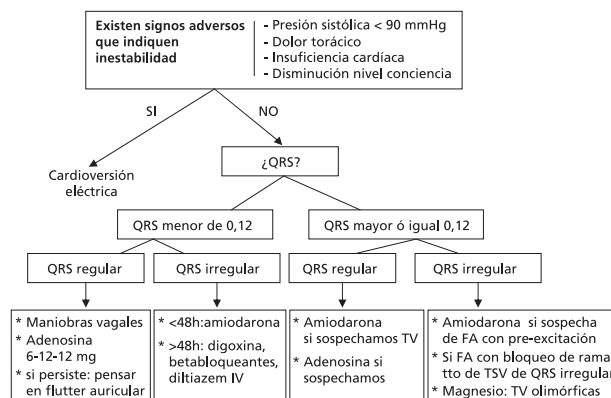 Existen signos adversos
que indiquen
inestabilidad
- Presión sistólica < 90 mmHg
- Dolor torácico
- Insuficiencia cardíaca
- Disminución nivel conciencia
SI
NO
Cardioversión
eléctrica
¿QRS?
QRS menor de 0,12
QRS mayor ó igual 0,12
QRS regular
QRS irregular
QRS regular
QRS irregular
* Maniobras vagales
* Adenosina
6-12-12 mg
* si persiste: pensar
en flutter auricular
* <48h:amiodarona
* >48h: digoxina,
betabloqueantes,
diltiazem IV
* Amiodarona
si sospechamos TV
* Adenosina si
sospechamos
* Amiodarona si sospecha
de FA con pre-excitación
* Si FA con bloqueo de rama
tto de TSV de QRS irregular
* Magnesio: TV olimórficas